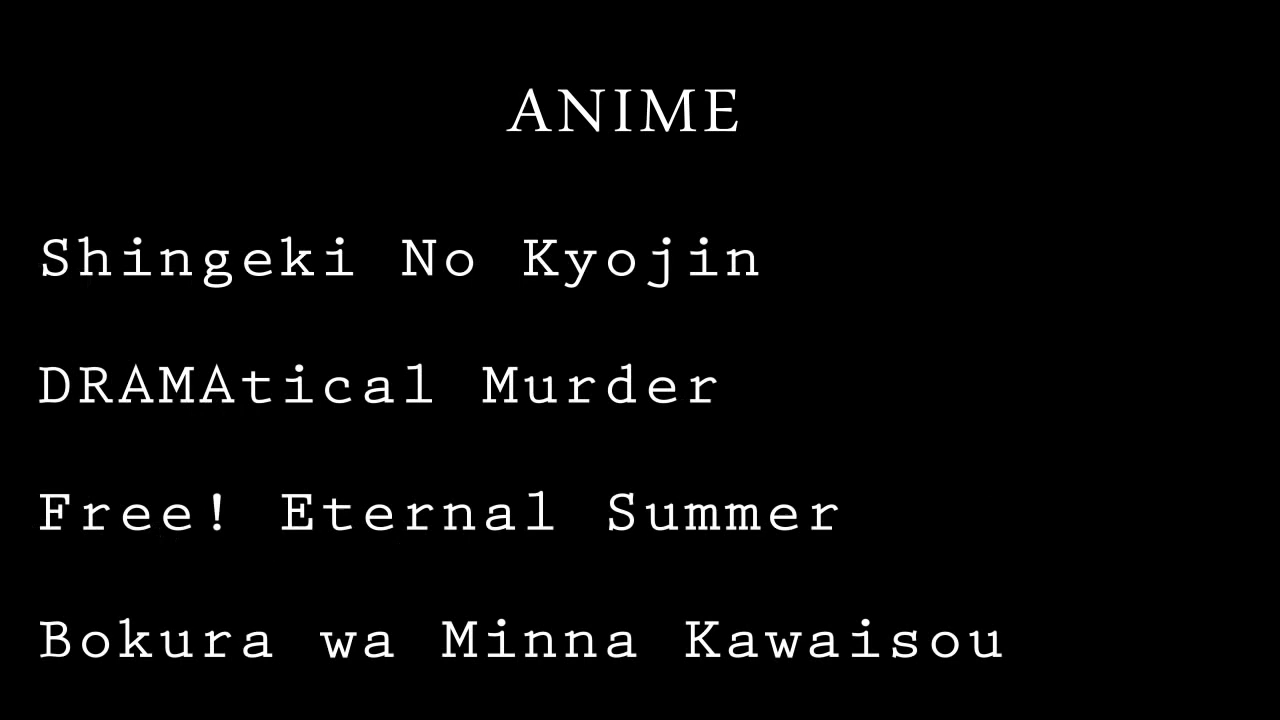 ANIME
Shingeki No Kyojin
DRAMAtical Murder
Free! Eternal Summer
Bokura wa Minna Kawaisou